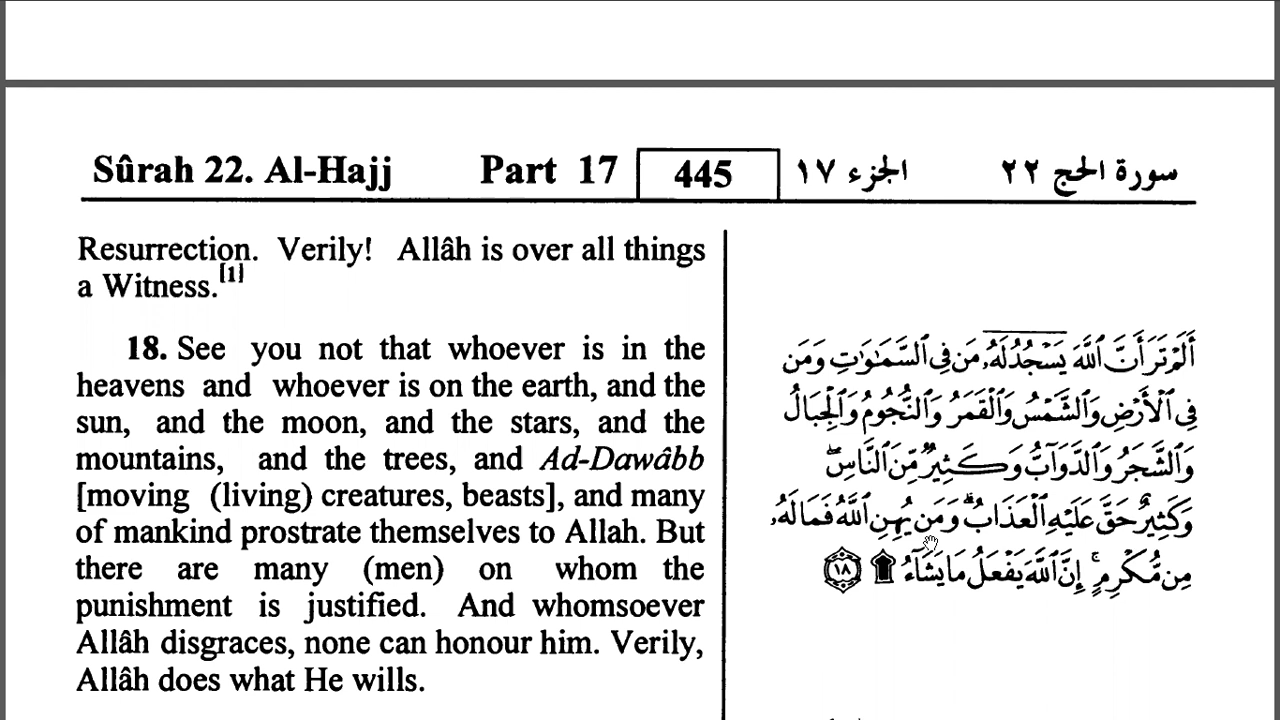 Sûrah 22. Al-Hajj Part 17 445 الجزء ١٧ سورة الحج ٢٢
Resurrection. Verily! Allâh is over all things
a Witness.[1]
18. See you not that whoever is in the
heavens and whoever is on the earth, and the
sun, and the moon, and the stars, and the
mountains, and the trees, and Ad-Dawâbb
[moving (living) creatures, beasts], and many
of mankind prostrate themselves to Allah. But
there are many (men) on whom the
punishment is justified. And whomsoever
Allâh disgraces, none can honour him. Verily,
Allâh does what He wills.
أَلَمْ تَرَ أَنَّ ٱللَّهَ يَسْجُدُ لَهُۥ مَن فِى ٱلسَّمَٰوَٰتِ وَمَن
فِى ٱلْأَرْضِ وَٱلشَّمْسُ وَٱلْقَمَرُ وَٱلنُّجُومُ وَٱلْجِبَالُ
وَٱلشَّجَرُ وَٱلدَّوَآبُّ وَكَثِيرٌ مِّنَ ٱلنَّاسِ ۖ
وَكَثِيرٌ حَقَّ عَلَيْهِ ٱلْعَذَابُ ۗ وَمَن يُهِنِ ٱللَّهُ فَمَا لَهُۥ
مِن مُّكْرِمٍ ۚ إِنَّ ٱللَّهَ يَفْعَلُ مَا يَشَآءُ ۩ ١٨